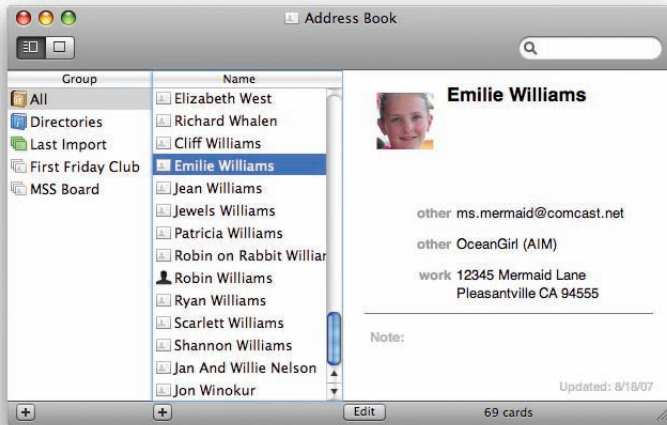 Address Book
Group
All
Directories
Last Import
First Friday Club
MSS Board
Name
Elizabeth West
Richard Whalen
Cliff Williams
Emilie Williams
Jean Williams
Jewels Williams
Patricia Williams
Robin on Rabbit Williar
Robin Williams
Ryan Williams
Scarlett Williams
Shannon Williams
Jan And Willie Nelson
Jon Winokur
Emilie Williams
other ms.mermaid@comcast.net
other OceanGirl (AIM)
work 12345 Mermaid Lane
Pleasantville CA 94555
Note:
Updated: 8/18/07
Edit
69 cards